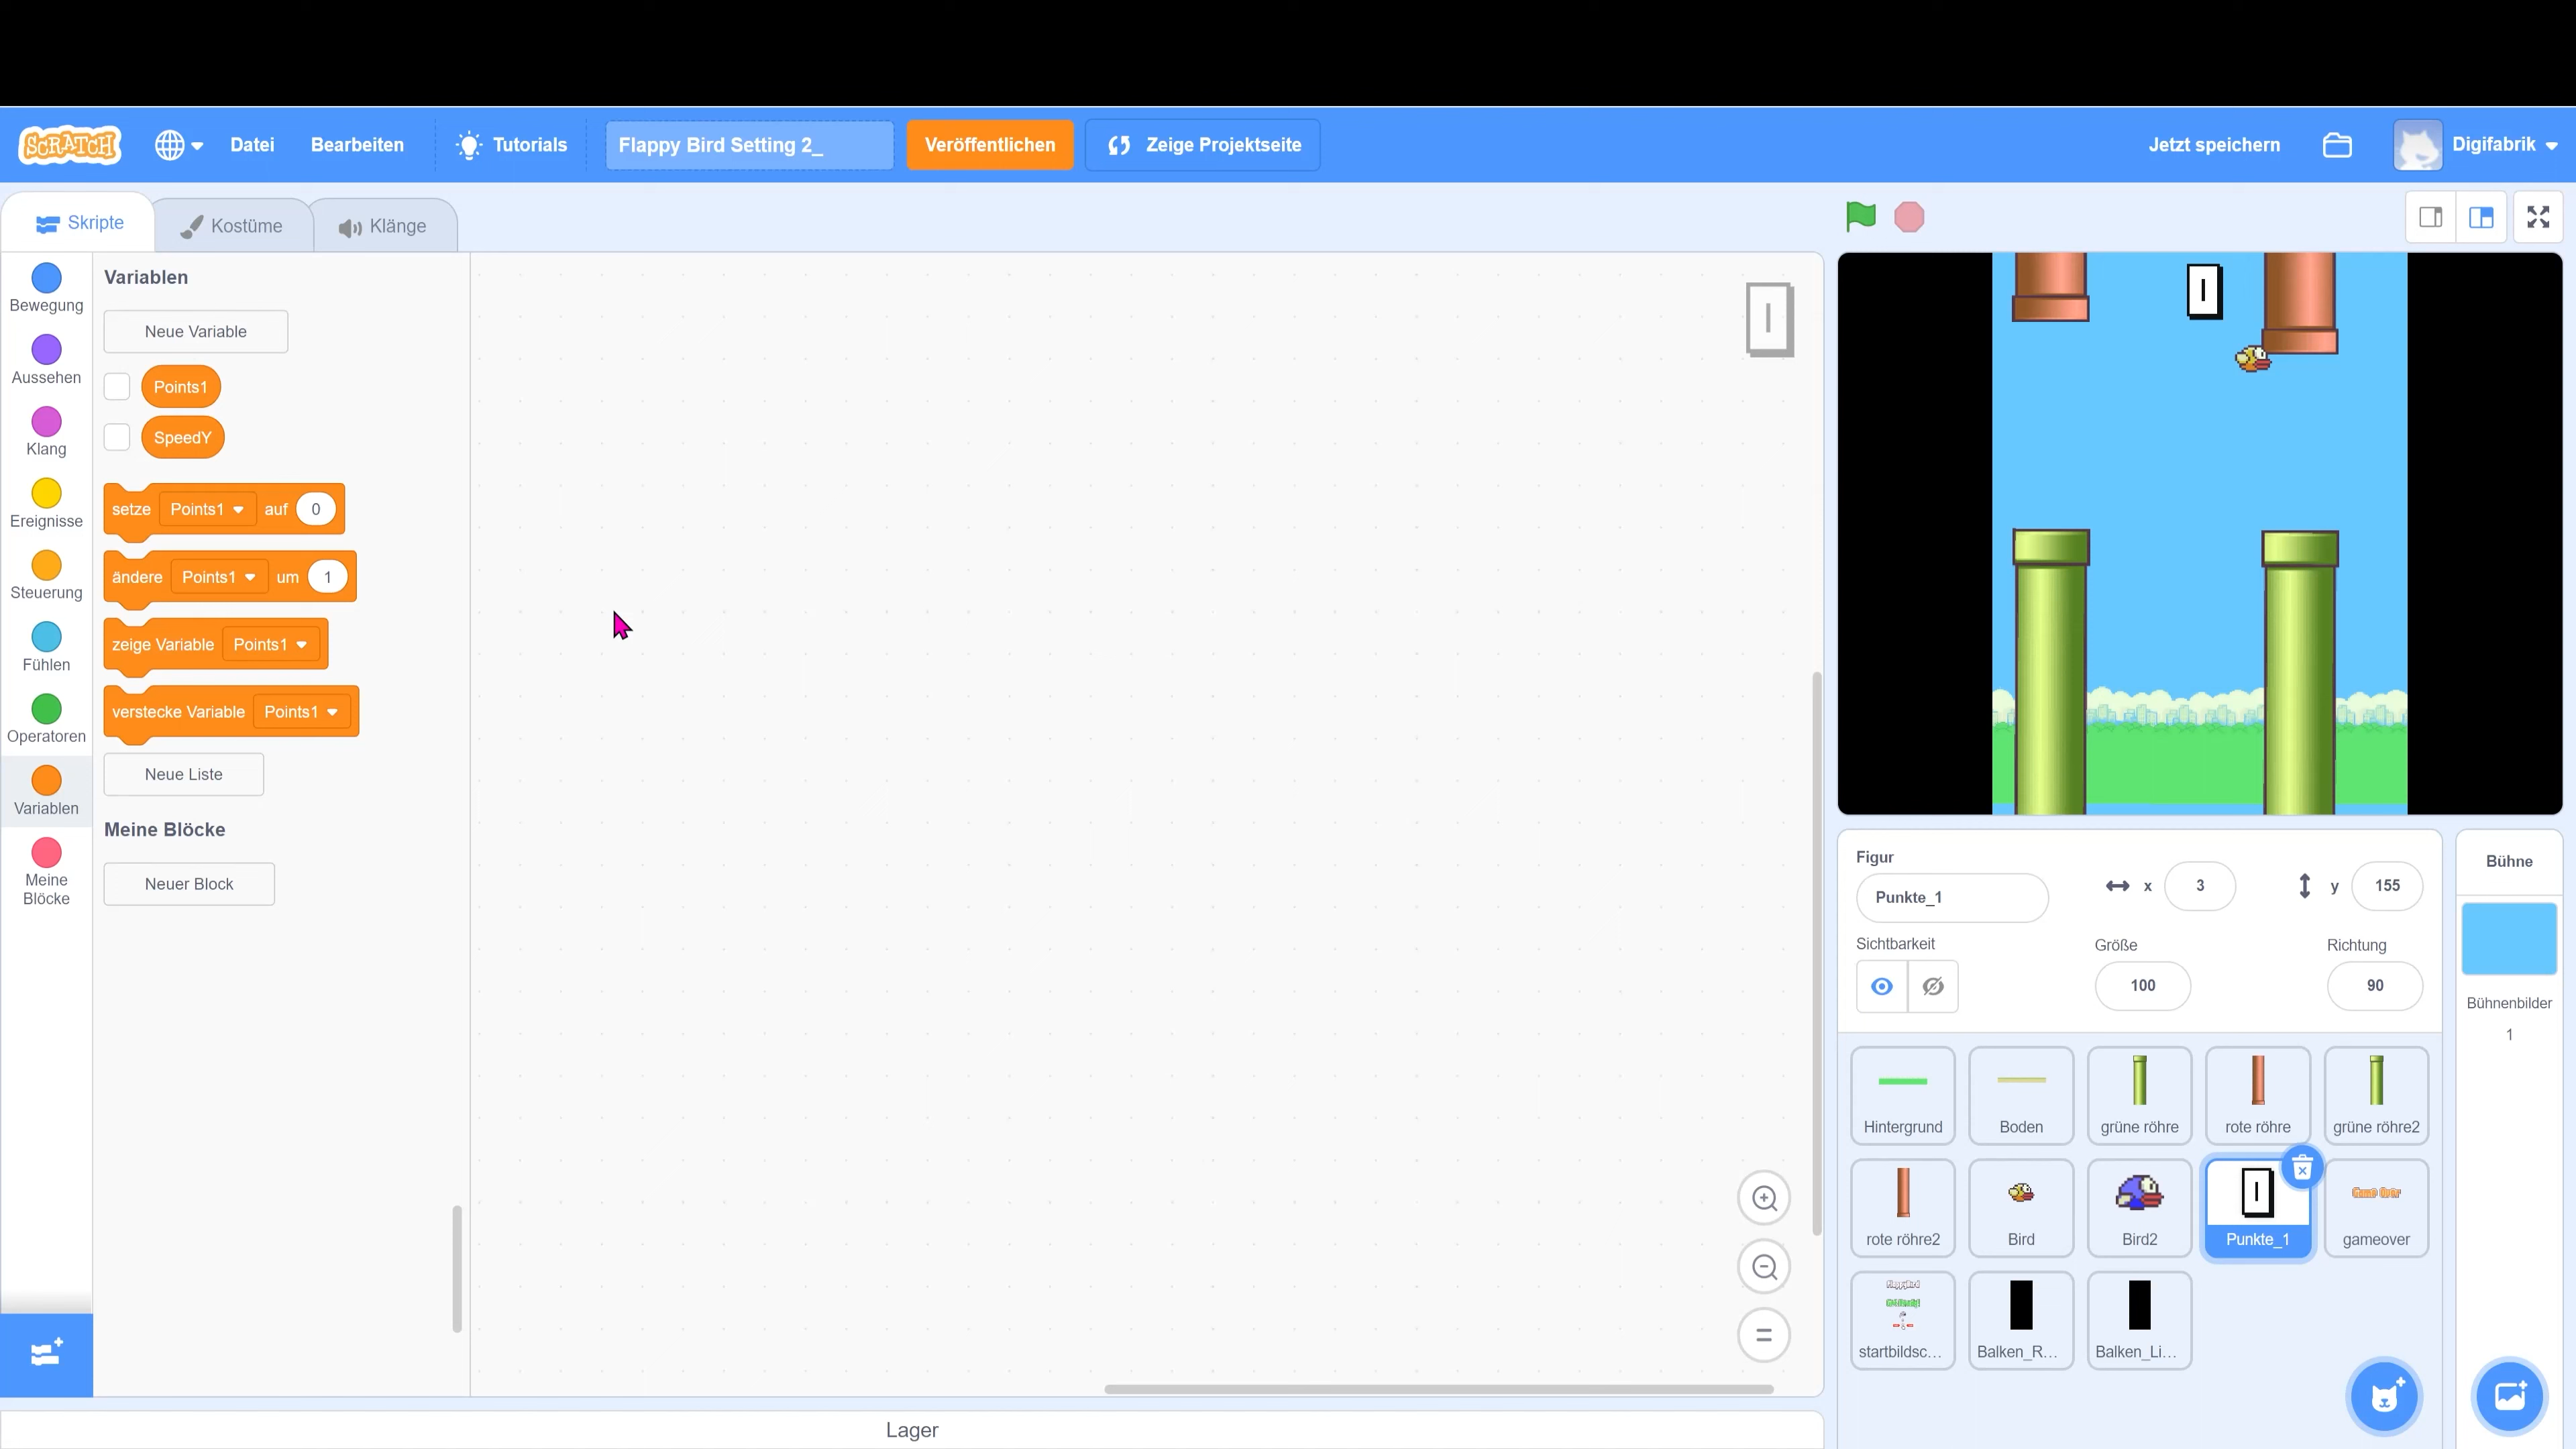 SCRATCH
Datei
Bearbeiten
Tutorials
Flappy Bird Setting 2_
Veröffentlichen
Zeige Projektseite
Jetzt speichern
Digifabrik
Skripte
Kostüme
Klänge
Bewegung
Aussehen
Klang
Ereignisse
Steuerung
Fühlen
Operatoren
Variablen
Meine
Blöcke
Variablen
Neue Variable
Points1
SpeedY
setze Points1 auf 0
ändere Points1 um 1
zeige Variable Points1
verstecke Variable Points1
Neue Liste
Meine Blöcke
Neuer Block
Lager
Figur
Punkte_1
x 3
y 155
Sichtbarkeit
Größe
100
Richtung
90
Bühne
Bühnenbilder
1
Hintergrund
Boden
grüne röhre
rote röhre
grüne röhre2
rote röhre2
Bird
Bird2
Punkte_1
Game Over
gameover
startbildsc...
Balken_R...
Balken_Li...